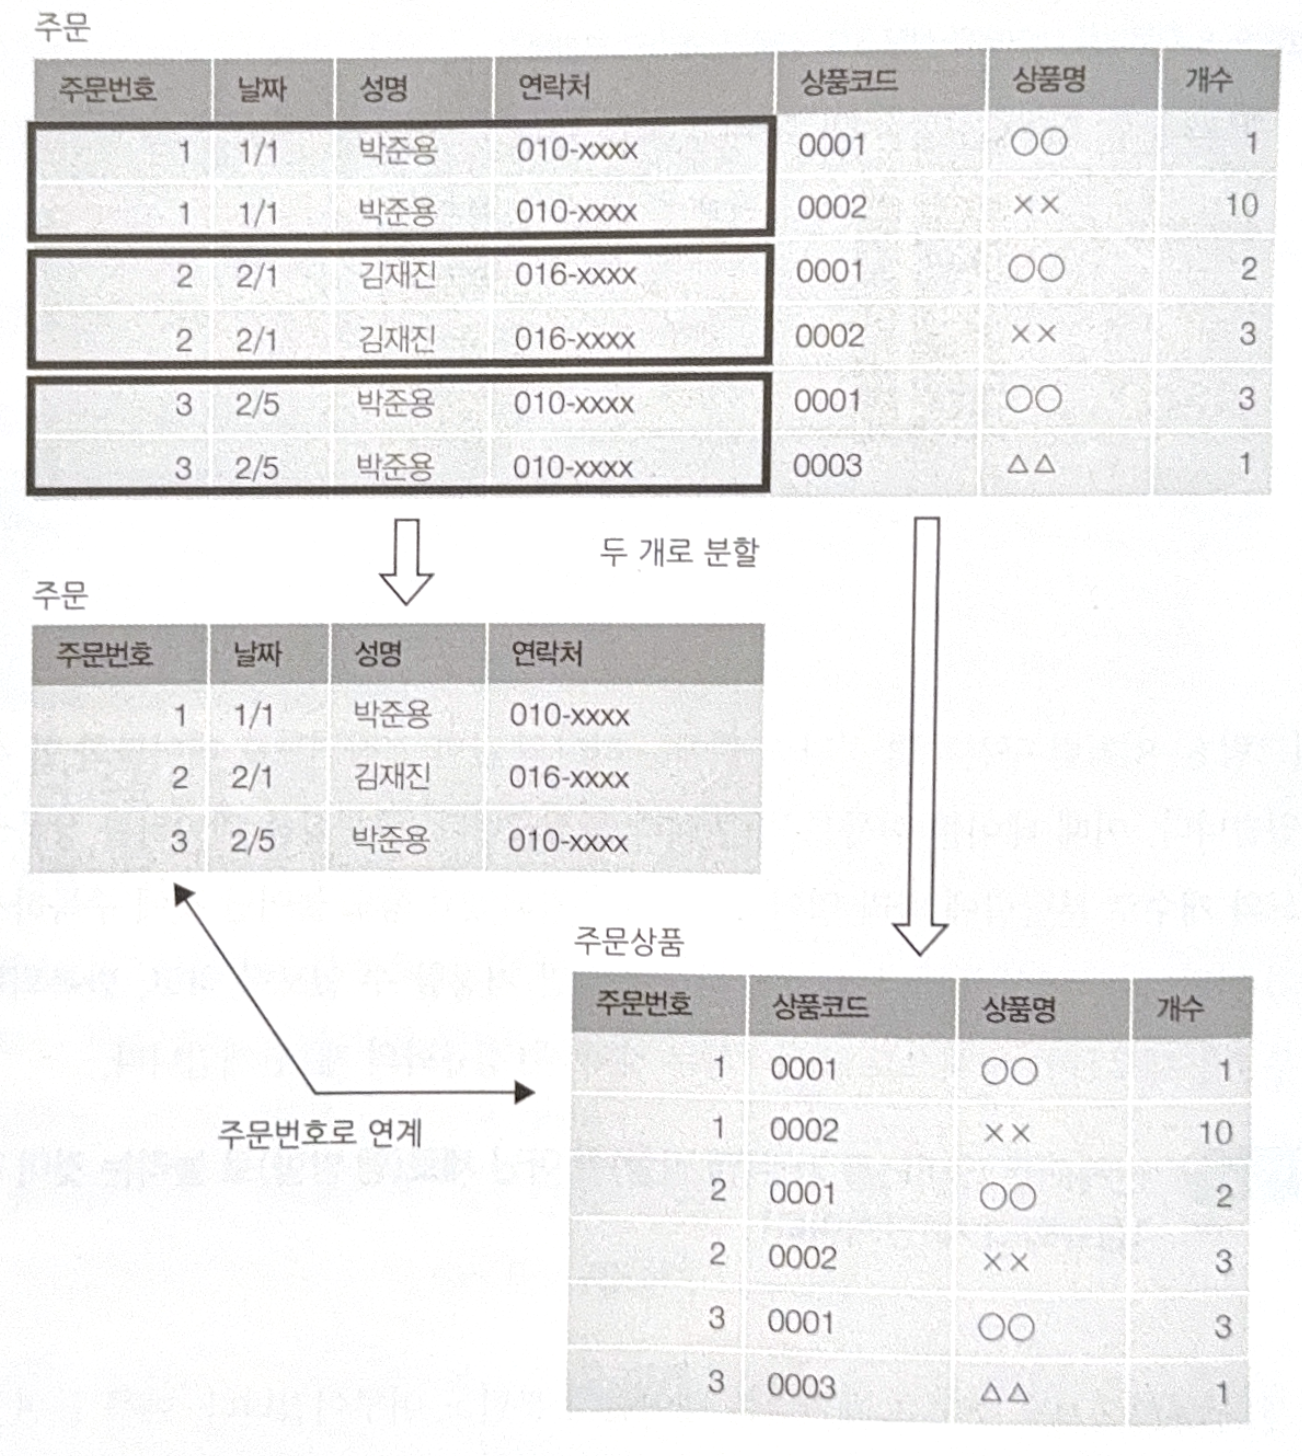 주문
주문번호 날짜 성명 연락처 상품코드 상품명 개수
1 1/1 박준용 010-xxxx 0001 ○○ 1
1 1/1 박준용 010-xxxx 0002 ×× 10
2 2/1 김재진 016-xxxx 0001 ○○ 2
2 2/1 김재진 016-xxxx 0002 ×× 3
3 2/5 박준용 010-xxxx 0001 ○○ 3
3 2/5 박준용 010-xxxx 0003 △△ 1
두 개로 분할
주문
주문번호 날짜 성명 연락처
1 1/1 박준용 010-xxxx
2 2/1 김재진 016-xxxx
3 2/5 박준용 010-xxxx
주문상품
주문번호 상품코드 상품명 개수
1 0001 ○○ 1
1 0002 ×× 10
2 0001 ○○ 2
2 0002 ×× 3
3 0001 ○○ 3
3 0003 △△ 1
주문번호로 연계